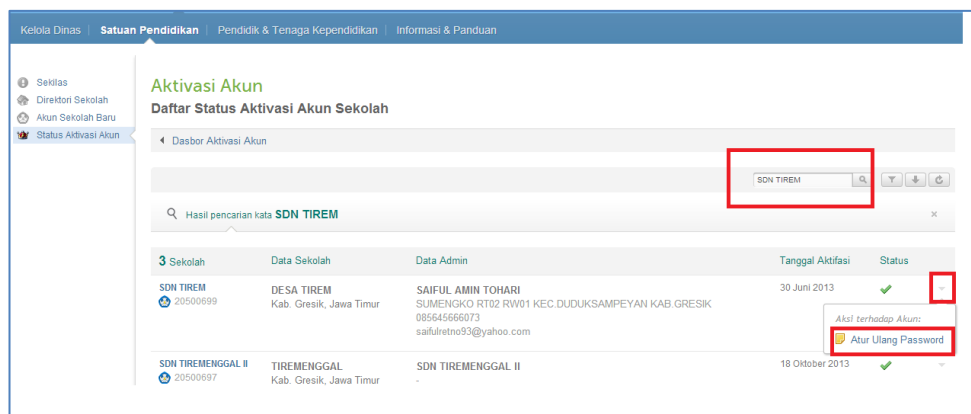 Kelola Dinas | Satuan Pendidikan | Pendidik & Tenaga Kependidikan | Informasi & Panduan
Sekilas
Direktori Sekolah
Akun Sekolah Baru
Status Aktivasi Akun
Aktivasi Akun
Daftar Status Aktivasi Akun Sekolah
Dasbor Aktivasi Akun
SDN TIREM
Hasil pencarian kata SDN TIREM
3 Sekolah Data Sekolah Data Admin Tanggal Aktifasi Status
SDN TIREM DESA TIREM SAIFUL AMIN TOHARI 30 Juni 2013
20500699 Kab. Gresik, Jawa Timur SUMENGKO RT02 RW01 KEC.DUDUKSAMPEYAN KAB.GRESIK
085645666073
saifulretno93@yahoo.com
Aksi terhadap Akun:
Atur Ulang Password
SDN TIREMENGGAL II TIREMENGGAL SDN TIREMENGGAL II 18 Oktober 2013
20500697 Kab. Gresik, Jawa Timur -